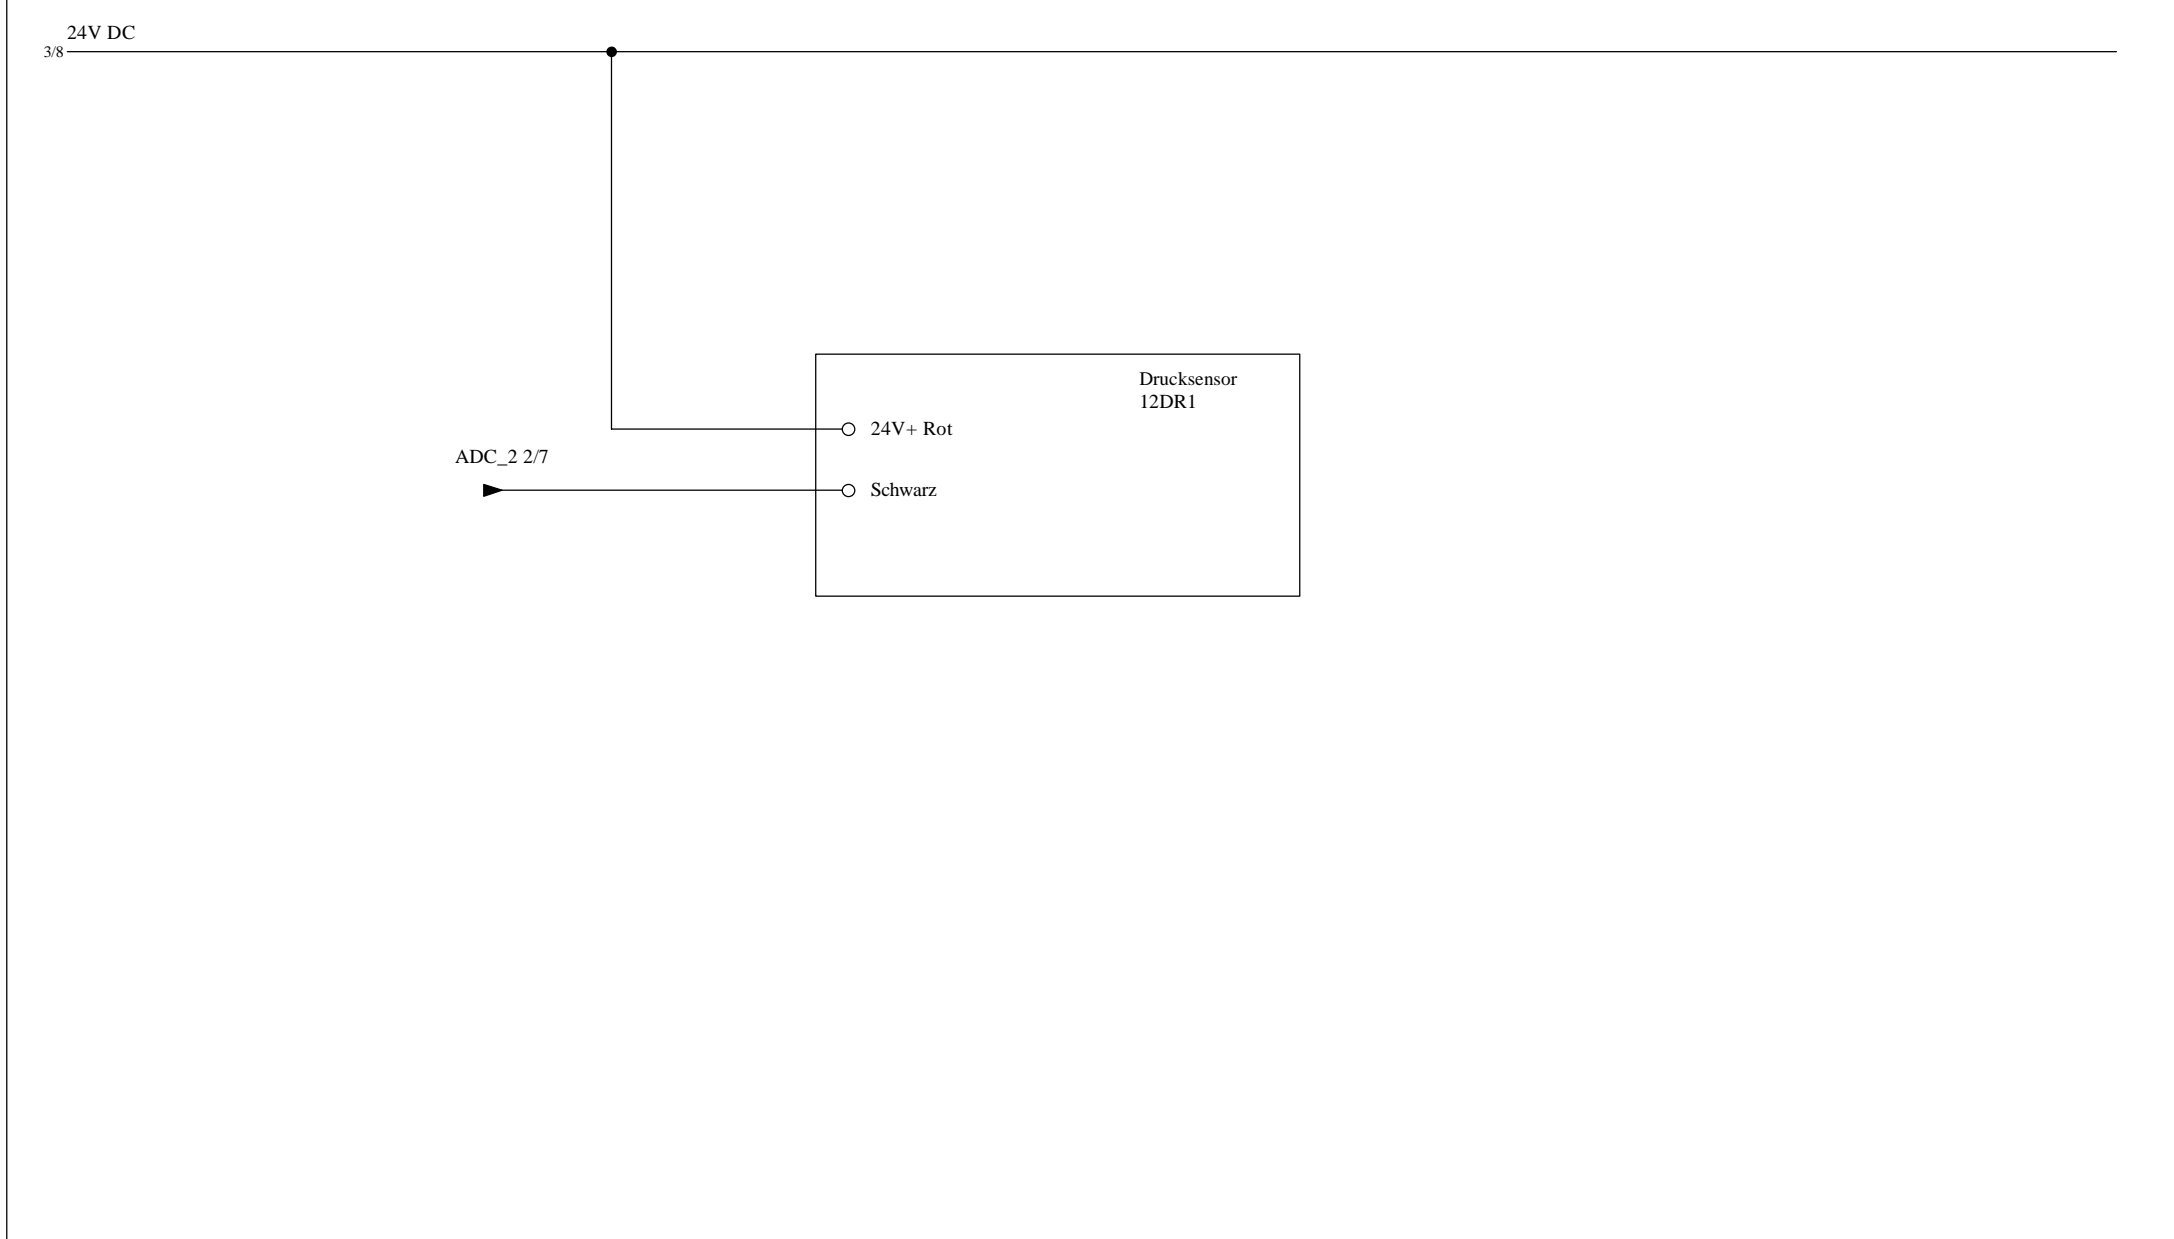 24V DC
3/8
Drucksensor
12DR1
24V+ Rot
ADC_2 2/7
Schwarz